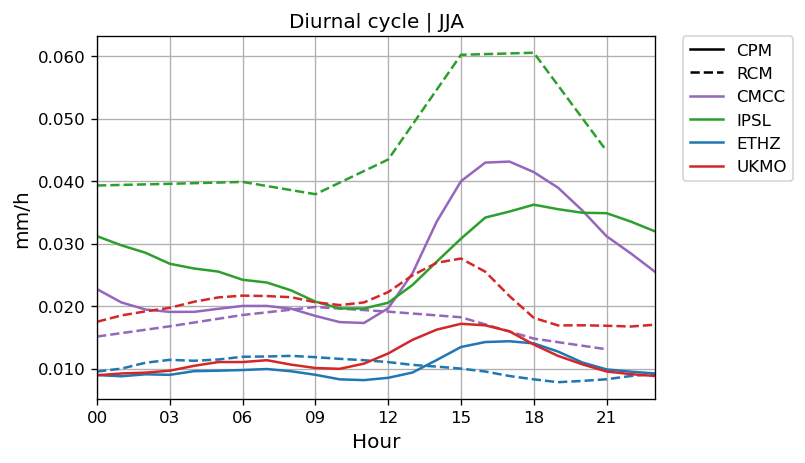 Diurnal cycle | JJA
mm/h
0.060
0.050
0.040
0.030
0.020
0.010
00 03 06 09 12 15 18 21
Hour
CPM
RCM
CMCC
IPSL
ETHZ
UKMO